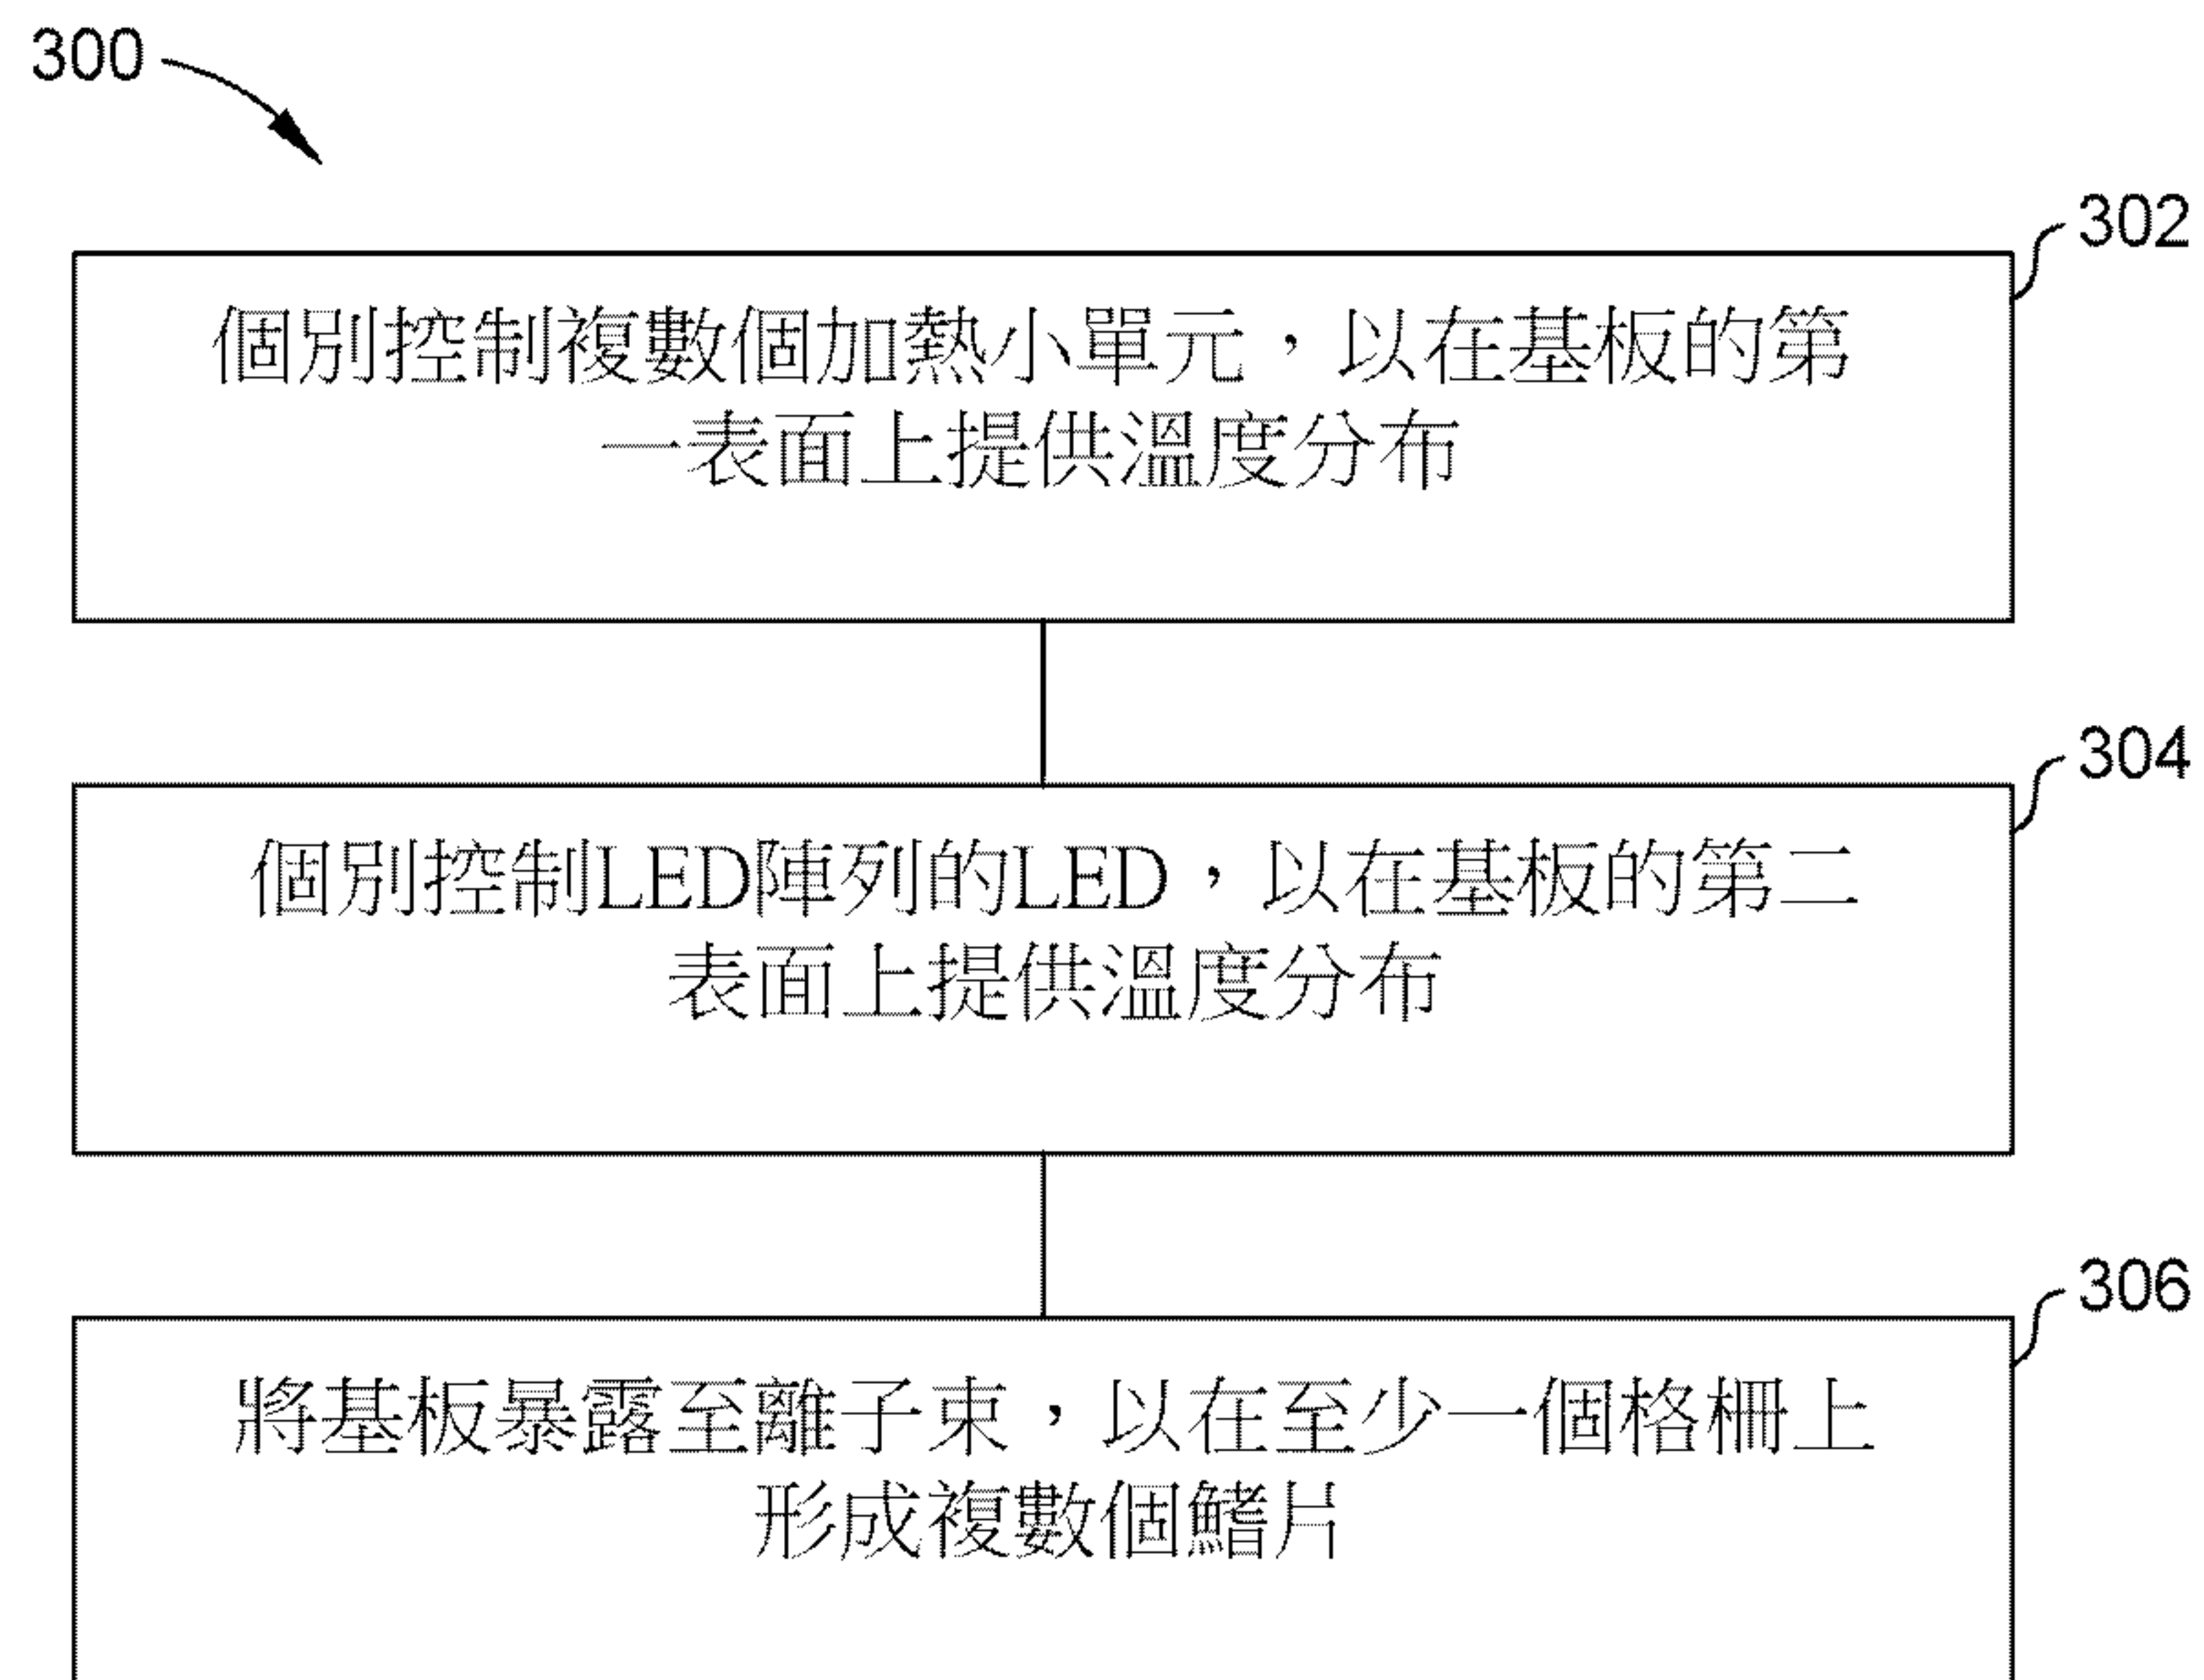 300
302
個別控制複數個加熱小單元，以在基板的第
一表面上提供溫度分布
304
個別控制LED陣列的LED，以在基板的第二
表面上提供溫度分布
306
將基板暴露至離子束，以在至少一個格柵上
形成複數個鰭片